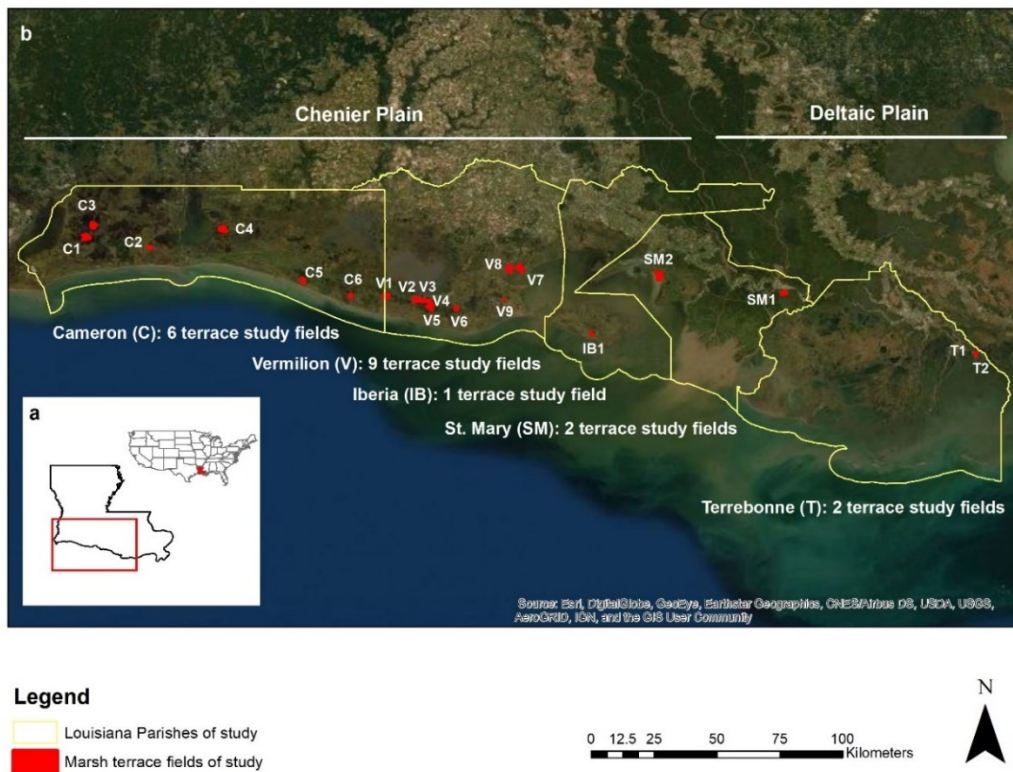 b
Chenier Plain
Deltaic Plain
C3
C1
C2
C4
C5
C6
V1
V2
V3
V4
V5
V6
V8
V7
V9
SM2
SM1
IB1
T1
T2
Cameron (C): 6 terrace study fields
Vermilion (V): 9 terrace study fields
Iberia (IB): 1 terrace study field
St. Mary (SM): 2 terrace study fields
Terrebonne (T): 2 terrace study fields
a
Source: Esri, DigitalGlobe, GeoEye, Earthstar Geographics, CNES/Airbus DS, USDA, USGS,
AeroGRID, IGN, and the GIS User Community
Legend
Louisiana Parishes of study
Marsh terrace fields of study
0 12.5 25 50 75 100
Kilometers
N